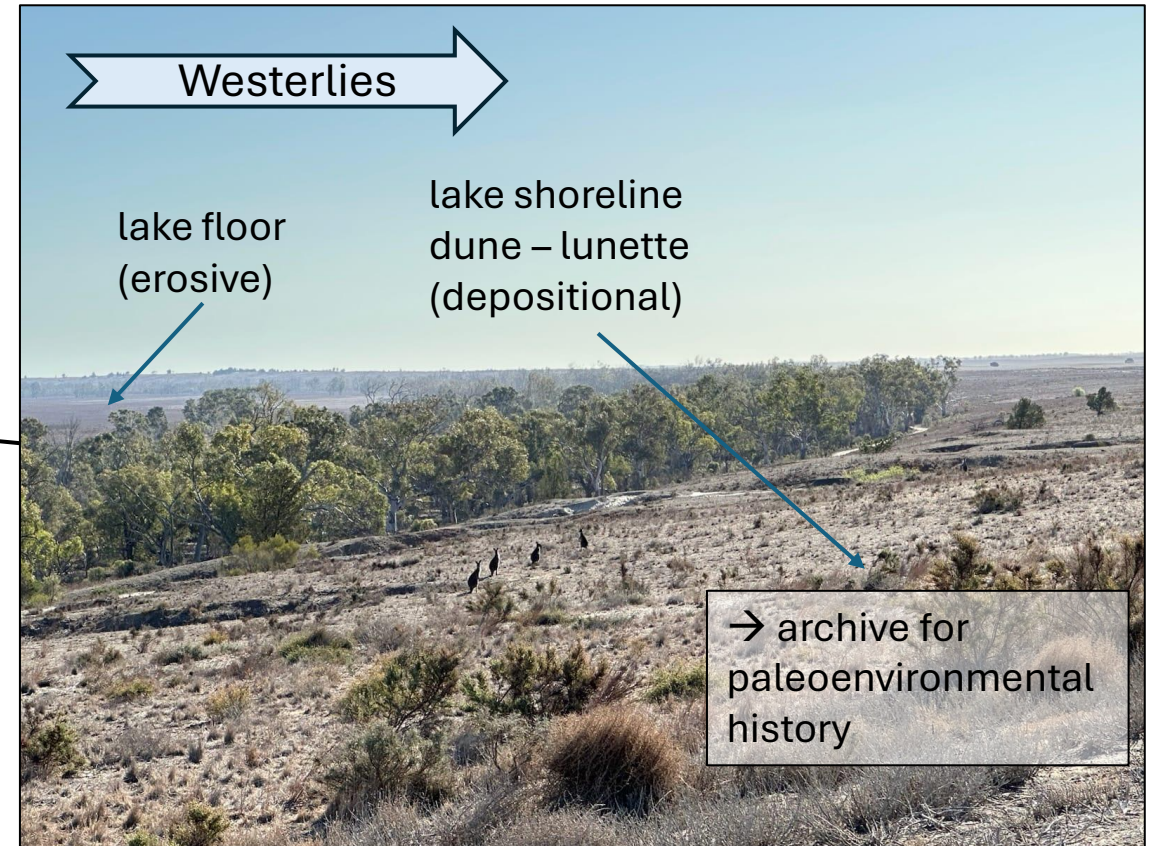 Westerlies
lake floor
(erosive)
lake shoreline
dune – lunette
(depositional)
→ archive for
paleoenvironmental
history